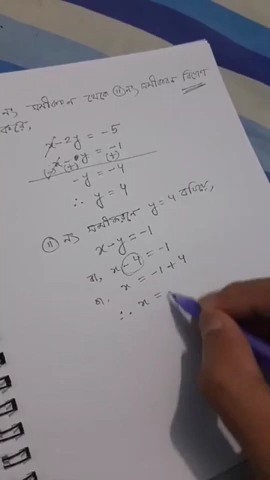 নং সমীকরণ থেকে (ii) নং সমীকরণ বিয়োগ
করে,
x - 2y = -5
x - y = -1
(-) (+) (+)
-y = -4
∴ y = 4
(ii) নং সমীকরণে y = 4 বসিয়ে,
x - y = -1
বা, x - 4 = -1
বা, x = -1 + 4
∴ x =